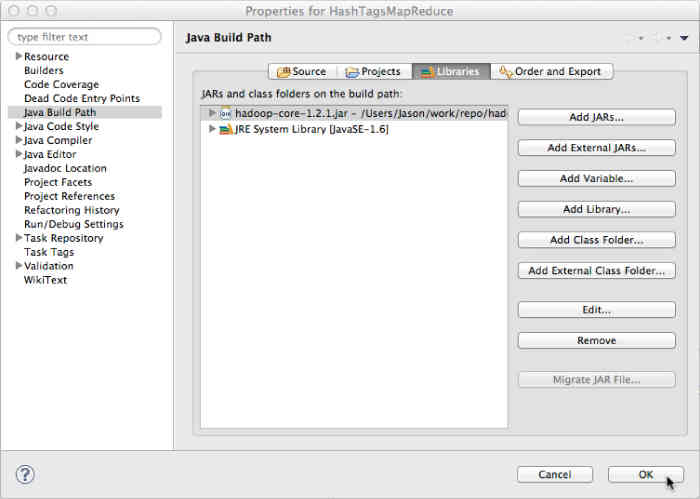 Properties for HashTagsMapReduce
type filter text
Java Build Path
Resource
Builders
Code Coverage
Dead Code Entry Points
Java Build Path
Java Code Style
Java Compiler
Java Editor
Javadoc Location
Project Facets
Project References
Refactoring History
Run/Debug Settings
Task Repository
Task Tags
Validation
WikiText
Source
Projects
Libraries
Order and Export
JARs and class folders on the build path:
hadoop-core-1.2.1.jar - /Users/Jason/work/repo/had
JRE System Library [JavaSE-1.6]
Add JARs...
Add External JARs...
Add Variable...
Add Library...
Add Class Folder...
Add External Class Folder...
Edit...
Remove
Migrate JAR File...
?
Cancel
OK